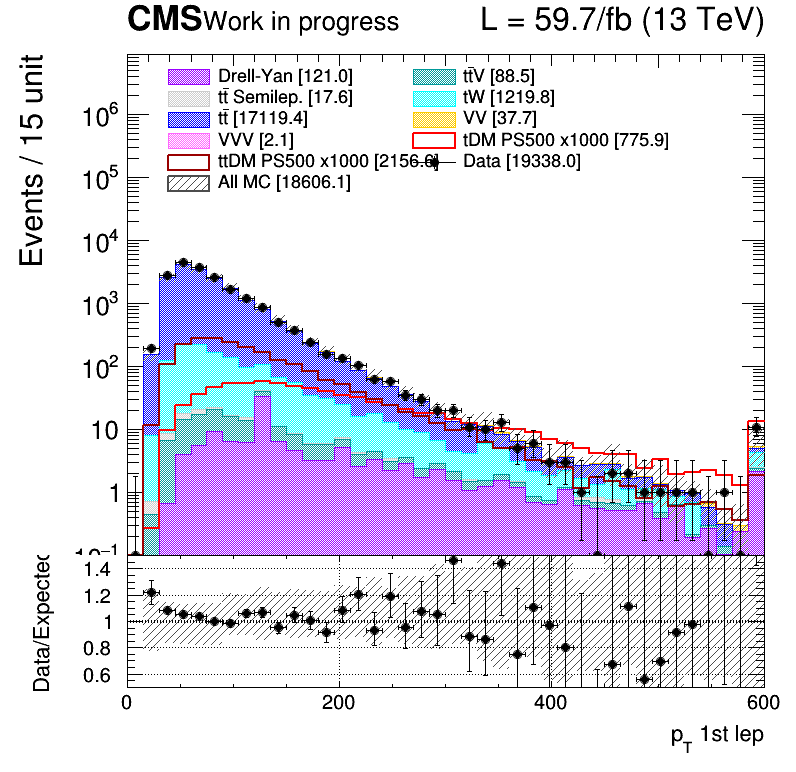 CMS Work in progress L = 59.7/fb (13 TeV)
Events / 15 unit
Drell-Yan [121.0] tt̄V [88.5]
tt̄ Semilep. [17.6] tW [1219.8]
tt̄ [17119.4] VV [37.7]
VVV [2.1] tDM PS500 x1000 [775.9]
ttDM PS500 x1000 [2156.6] Data [19338.0]
All MC [18606.1]
10⁶
10⁵
10⁴
10³
10²
10
1
10⁻¹
Data/Expected
1.4
1.2
1
0.8
0.6
0 200 400 600
p_T 1st lep